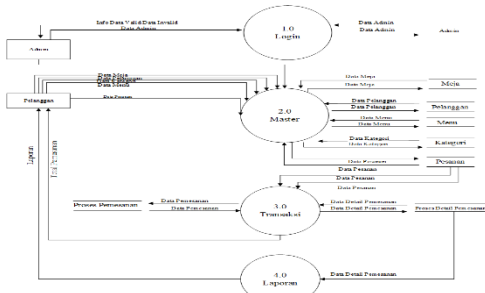 Info Data Valid/Data Invalid
Data Admin
1.0
Login
Data Admin
Data Admin
Admin
Admin
Data Meja
Data Menu
Pelanggan
2.0
Master
Data Meja
Data Meja
Meja
Data Pelanggan
Data Pelanggan
Pelanggan
Data Menu
Data Menu
Menu
Data Kategori
Data Kategori
Kategori
Data Pesanan
Pesanan
Data Pesanan
Data Pesanan
Data Pesanan
Laporan
Proses Pemesanan
Data Pemesanan
Data Pemesanan
3.0
Transaksi
Data Detail Pemesanan
Data Detail Pemesanan
Proses Detail Pemesanan
4.0
Laporan
Data Detail Pemesanan